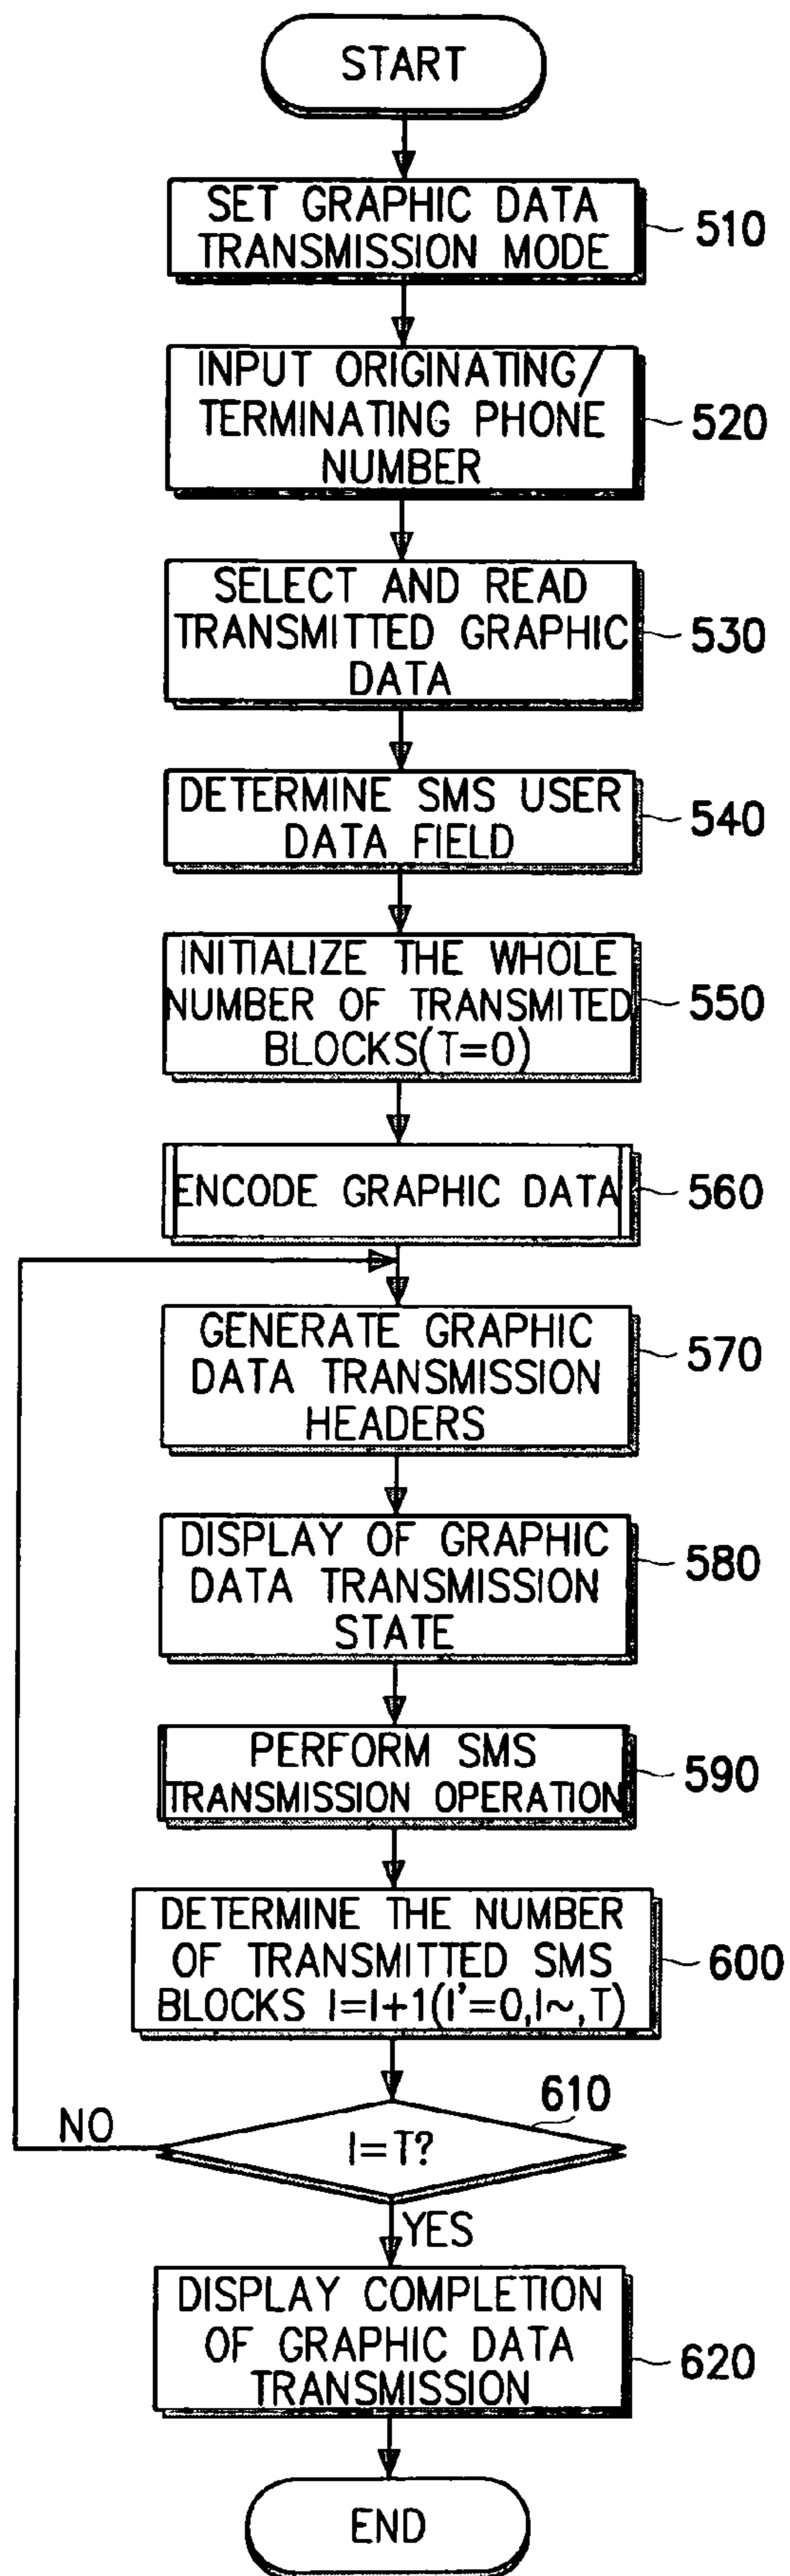 START
SET GRAPHIC DATA
TRANSMISSION MODE
510
INPUT ORIGINATING/
TERMINATING PHONE
NUMBER
520
SELECT AND READ
TRANSMITTED GRAPHIC
DATA
530
DETERMINE SMS USER
DATA FIELD
540
INITIALIZE THE WHOLE
NUMBER OF TRANSMITED
BLOCKS(T=0)
550
ENCODE GRAPHIC DATA
560
GENERATE GRAPHIC
DATA TRANSMISSION
HEADERS
570
DISPLAY OF GRAPHIC
DATA TRANSMISSION
STATE
580
PERFORM SMS
TRANSMISSION OPERATION
590
DETERMINE THE NUMBER
OF TRANSMITTED SMS
BLOCKS I=I+1(I'=0,I~,T)
600
610
I=T?
NO
YES
DISPLAY COMPLETION
OF GRAPHIC DATA
TRANSMISSION
620
END